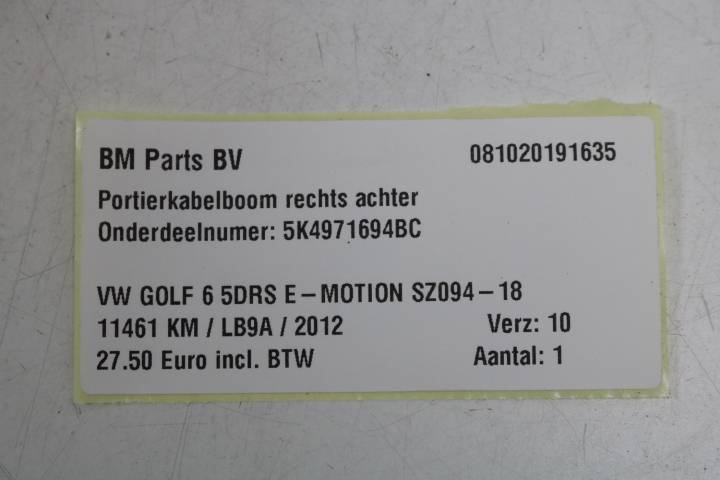 BM Parts BV 081020191635
Portierkabelboom rechts achter
Onderdeelnumer: 5K4971694BC
VW GOLF 6 5DRS E-MOTION SZ094-18
11461 KM / LB9A / 2012 Verz: 10
27.50 Euro incl. BTW Aantal: 1